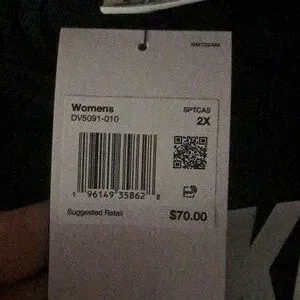 Womens
SPTCAS
DV5091-010
2X
1 96149 35862 8
Suggested Retail
$70.00
K